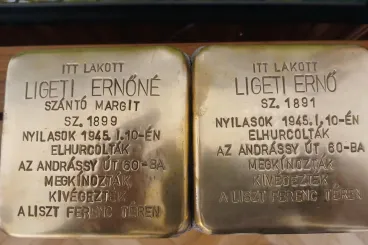 ITT LAKOTT
LIGETI ERNŐNÉ
SZÁNTÓ MARGIT
SZ. 1899
NYILASOK 1945. I. 10-ÉN
ELHURCOLTÁK
AZ ANDRÁSSY ÚT 60-BA
MEGKÍNOZTÁK
KIVÉGEZTÉK
A LISZT FERENC TÉREN
ITT LAKOTT
LIGETI ERNŐ
SZ. 1891
NYILASOK 1945. I. 10-ÉN
ELHURCOLTÁK
AZ ANDRÁSSY ÚT 60-BA
MEGKÍNOZTÁK
KIVÉGEZTÉK
A LISZT FERENC TÉREN